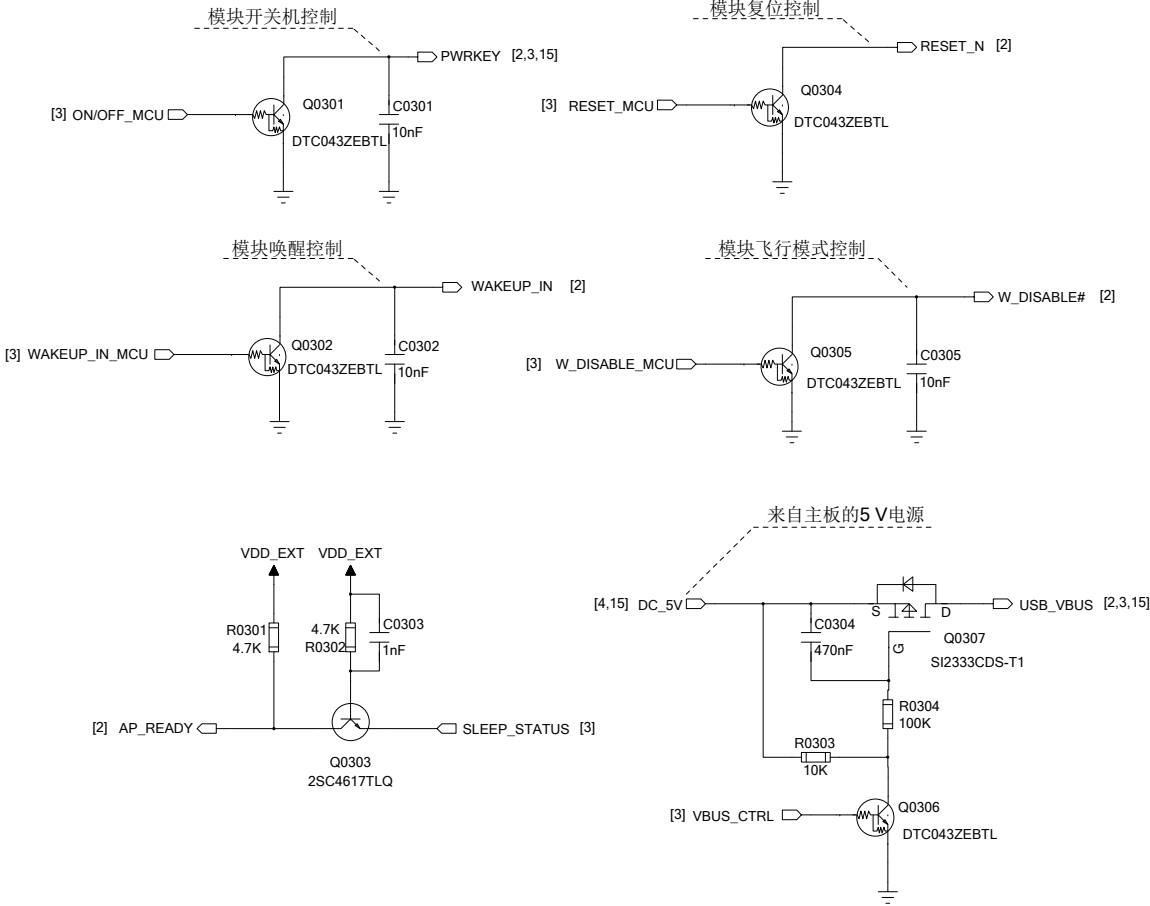 模块开关机控制
PWRKEY [2,3,15]
Q0301
C0301
[3] ON/OFF_MCU
DTC043ZEBTL
10nF
模块复位控制
RESET_N [2]
Q0304
[3] RESET_MCU
DTC043ZEBTL
模块唤醒控制
WAKEUP_IN [2]
Q0302
C0302
[3] WAKEUP_IN_MCU
DTC043ZEBTL
10nF
模块飞行模式控制
W_DISABLE# [2]
Q0305
C0305
[3] W_DISABLE_MCU
DTC043ZEBTL
10nF
VDD_EXT VDD_EXT
R0301
4.7K
4.7K
R0302
C0303
1nF
[2] AP_READY
SLEEP_STATUS [3]
Q0303
2SC4617TLQ
来自主板的5 V电源
[4,15] DC_5V
S
D
G
USB_VBUS [2,3,15]
C0304
470nF
Q0307
SI2333CDS-T1
R0304
100K
R0303
10K
[3] VBUS_CTRL
Q0306
DTC043ZEBTL